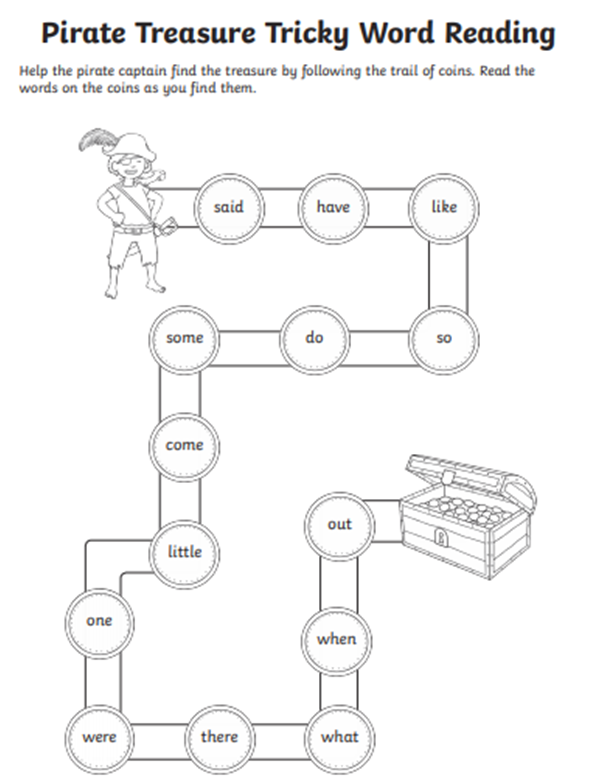 Pirate Treasure Tricky Word Reading
Help the pirate captain find the treasure by following the trail of coins. Read the
words on the coins as you find them.
said
have
like
so
do
some
come
little
one
were
there
what
when
out